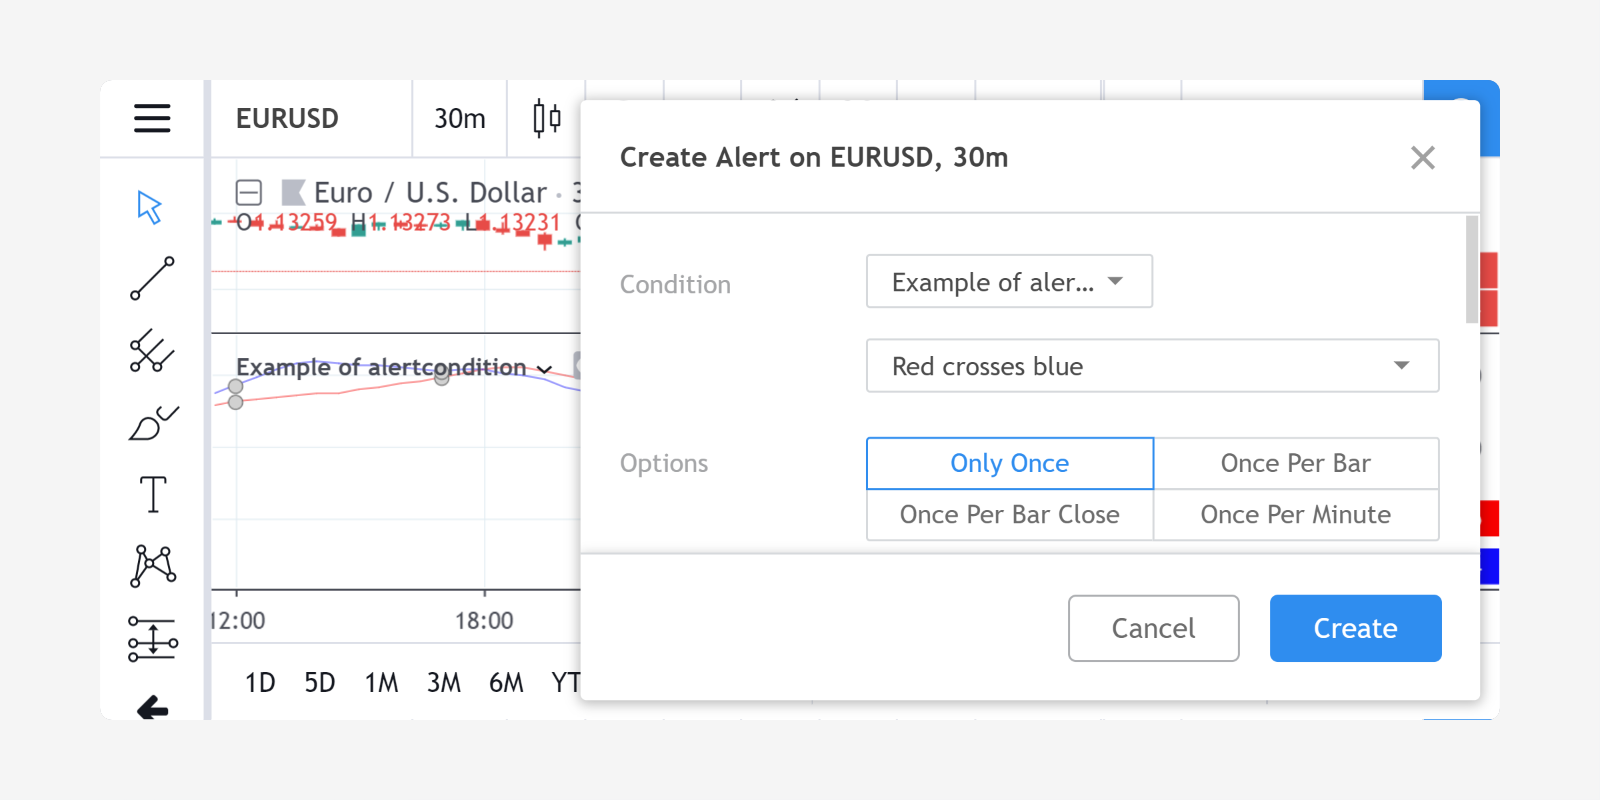 EURUSD
30m
Euro / U.S. Dollar ·
O1.13259 H1.13273 L1.13231
Example of alertcondition
12:00
18:00
1D 5D 1M 3M 6M
Create Alert on EURUSD, 30m
Condition
Example of aler...
Red crosses blue
Options
Only Once
Once Per Bar
Once Per Bar Close
Once Per Minute
Cancel
Create